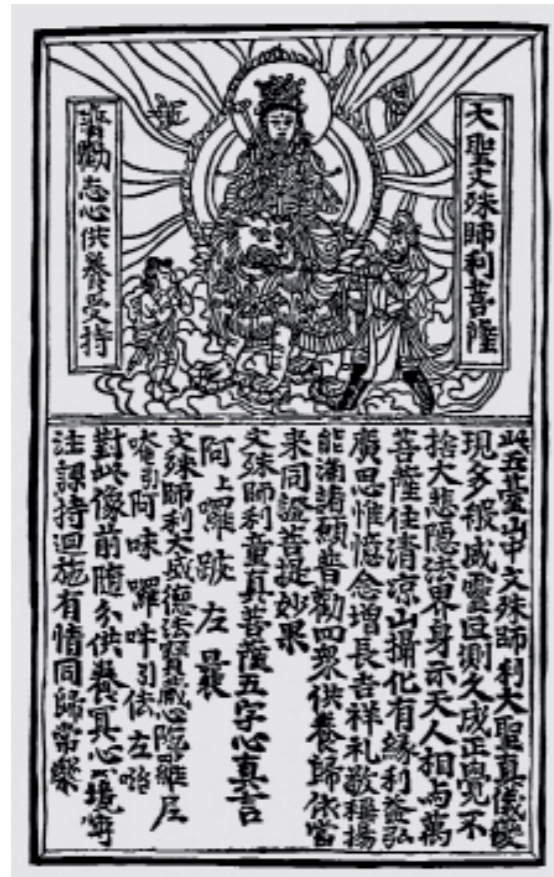 大聖文殊師利菩薩
普勸志心供養受持
此五臺山中文殊師利大聖真儀變
現多般威靈叵測久成正覺不
捨大悲隱法界身示天人相與萬
菩薩住清凉山攝化有緣利益弘
廣思惟憶念增長吉祥礼敬稱揚
能滿諸願普勸四衆供養歸依當
来同證菩提妙果
文殊師利童真菩薩五字心真言
阿上囉跛左曩
文殊師利大威德法寶藏心陁羅尼
唵引阿味囉吽引佉左咯
對此像前隨分供養冥心一境專
注課持迴施有情同歸常樂